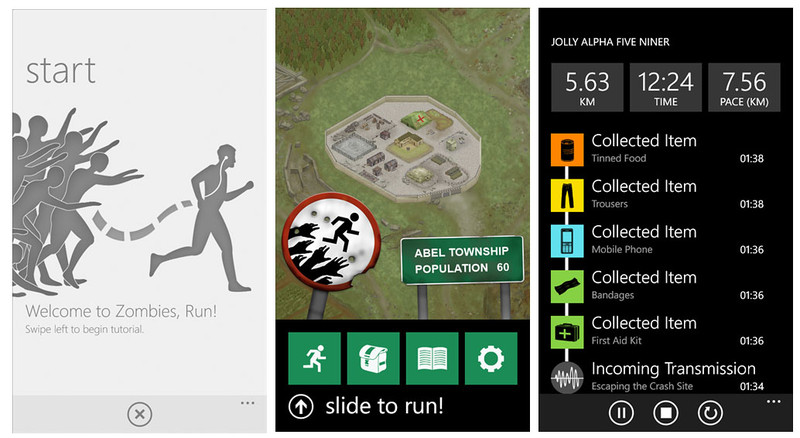 start
Welcome to Zombies, Run!
Swipe left to begin tutorial.
ABEL TOWNSHIP
POPULATION 60
slide to run!
JOLLY ALPHA FIVE NINER
5.63 12:24 7.56
KM TIME PACE (KM)
Collected Item
Tinned Food 01:38
Collected Item
Trousers 01:38
Collected Item
Mobile Phone 01:36
Collected Item
Bandages 01:36
Collected Item
First Aid Kit 01:36
Incoming Transmission
Escaping the Crash Site 01:34